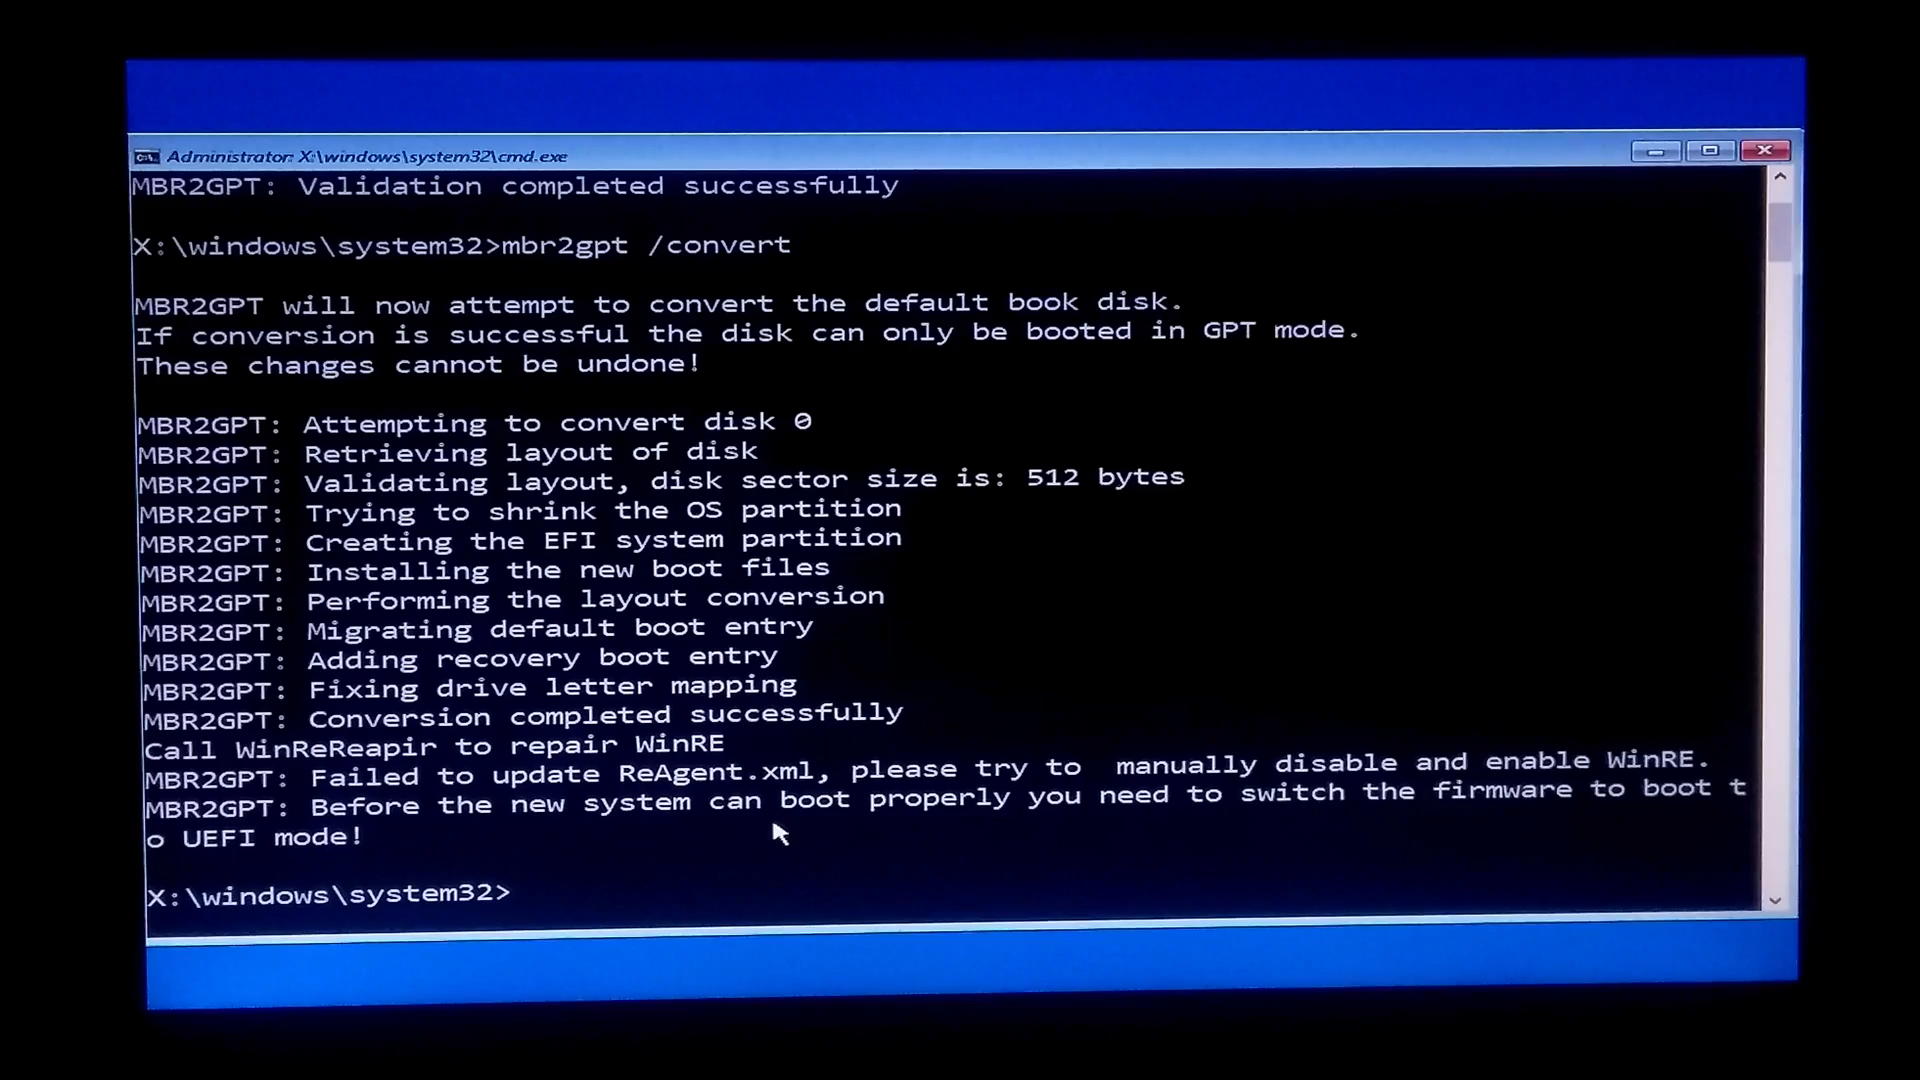 Administrator: X:\windows\system32\cmd.exe
MBR2GPT: Validation completed successfully
X:\windows\system32>mbr2gpt /convert
MBR2GPT will now attempt to convert the default book disk.
If conversion is successful the disk can only be booted in GPT mode.
These changes cannot be undone!
MBR2GPT: Attempting to convert disk 0
MBR2GPT: Retrieving layout of disk
MBR2GPT: Validating layout, disk sector size is: 512 bytes
MBR2GPT: Trying to shrink the OS partition
MBR2GPT: Creating the EFI system partition
MBR2GPT: Installing the new boot files
MBR2GPT: Performing the layout conversion
MBR2GPT: Migrating default boot entry
MBR2GPT: Adding recovery boot entry
MBR2GPT: Fixing drive letter mapping
MBR2GPT: Conversion completed successfully
Call WinReReapir to repair WinRE
MBR2GPT: Failed to update ReAgent.xml, please try to  manually disable and enable WinRE.
MBR2GPT: Before the new system can boot properly you need to switch the firmware to boot t
o UEFI mode!
X:\windows\system32>